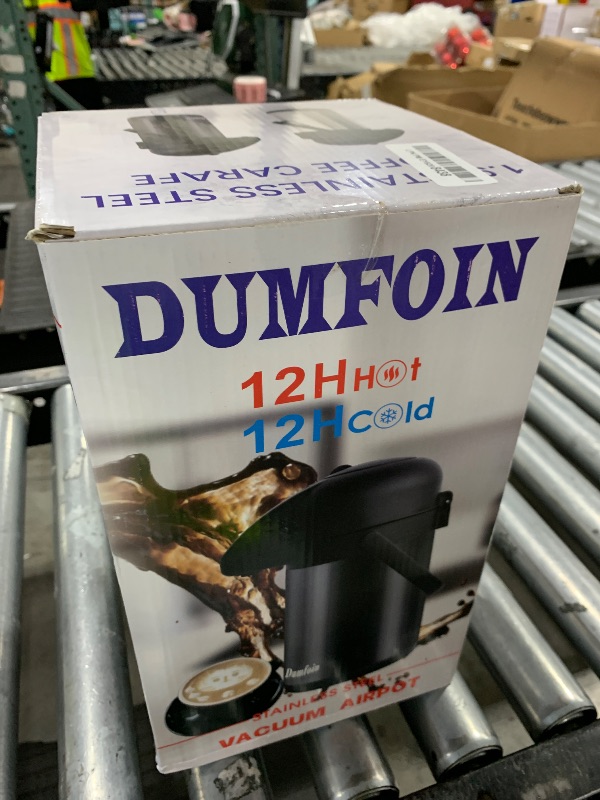 STAINLESS STEEL
COFFEE CARAFE
DUMFOIN
12H Hot
12H Cold
Dumfoin
STAINLESS STEEL
VACUUM AIRPOT